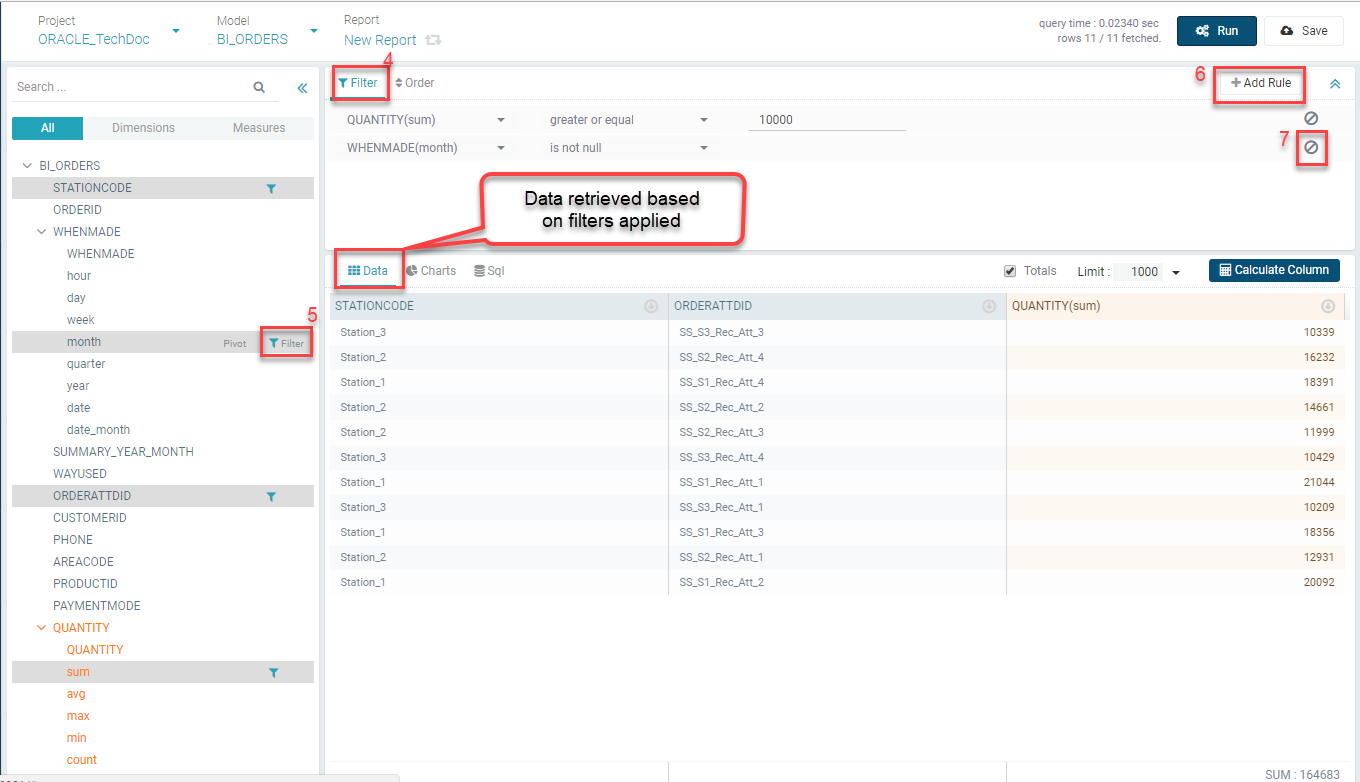 Project
ORACLE_TechDoc
Model
BI_ORDERS
Report
New Report
query time : 0.02340 sec
rows 11 / 11 fetched.
Run
Save
Search ...
All Dimensions Measures
BI_ORDERS
STATIONCODE
ORDERID
WHENMADE
WHENMADE
hour
day
week
5
month Pivot Filter
quarter
year
date
date_month
SUMMARY_YEAR_MONTH
WAYUSED
ORDERATTDID
CUSTOMERID
PHONE
AREACODE
PRODUCTID
PAYMENTMODE
QUANTITY
QUANTITY
sum
avg
max
min
count
4
Filter Order
6
Add Rule
QUANTITY(sum) greater or equal 10000
7
WHENMADE(month) is not null
Data retrieved based
on filters applied
Data Charts Sql
Totals Limit : 1000 Calculate Column
STATIONCODE ORDERATTDID QUANTITY(sum)
Station_3 SS_S3_Rec_Att_3 10339
Station_2 SS_S2_Rec_Att_4 16232
Station_1 SS_S1_Rec_Att_4 18391
Station_2 SS_S2_Rec_Att_2 14661
Station_2 SS_S2_Rec_Att_3 11999
Station_3 SS_S3_Rec_Att_4 10429
Station_1 SS_S1_Rec_Att_1 21044
Station_3 SS_S3_Rec_Att_1 10209
Station_1 SS_S1_Rec_Att_3 18356
Station_2 SS_S2_Rec_Att_1 12931
Station_1 SS_S1_Rec_Att_2 20092
SUM : 164683